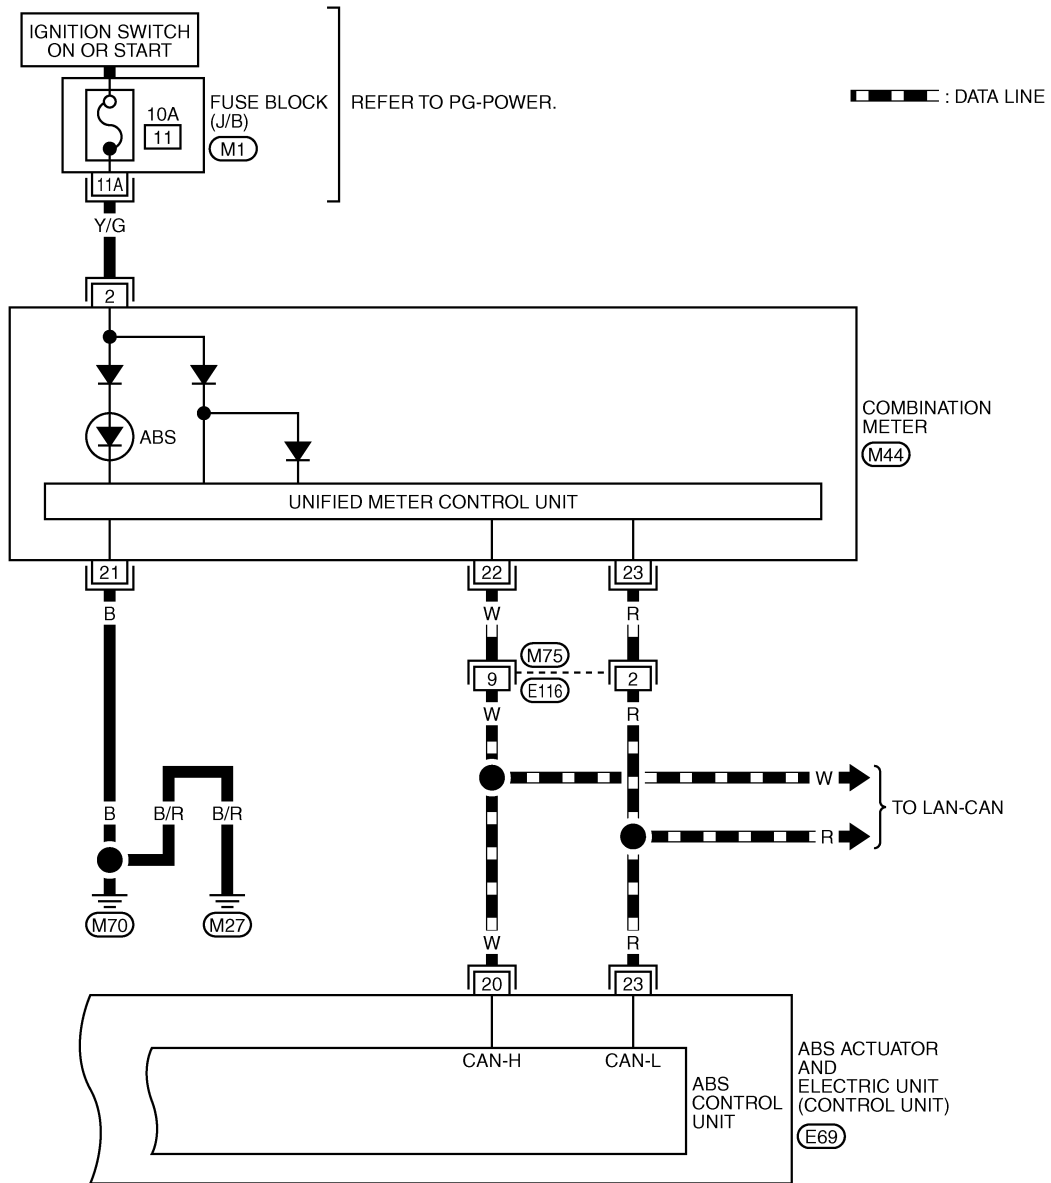 IGNITION SWITCH
ON OR START
10A
11
FUSE BLOCK
(J/B)
M1
REFER TO PG-POWER.
: DATA LINE
11A
Y/G
2
ABS
COMBINATION
METER
M44
UNIFIED METER CONTROL UNIT
21
22
23
B
W
R
M75
9
2
E116
W
R
W
B
B/R
B/R
TO LAN-CAN
R
M70
M27
W
R
20
23
CAN-H
CAN-L
ABS
CONTROL
UNIT
ABS ACTUATOR
AND
ELECTRIC UNIT
(CONTROL UNIT)
E69